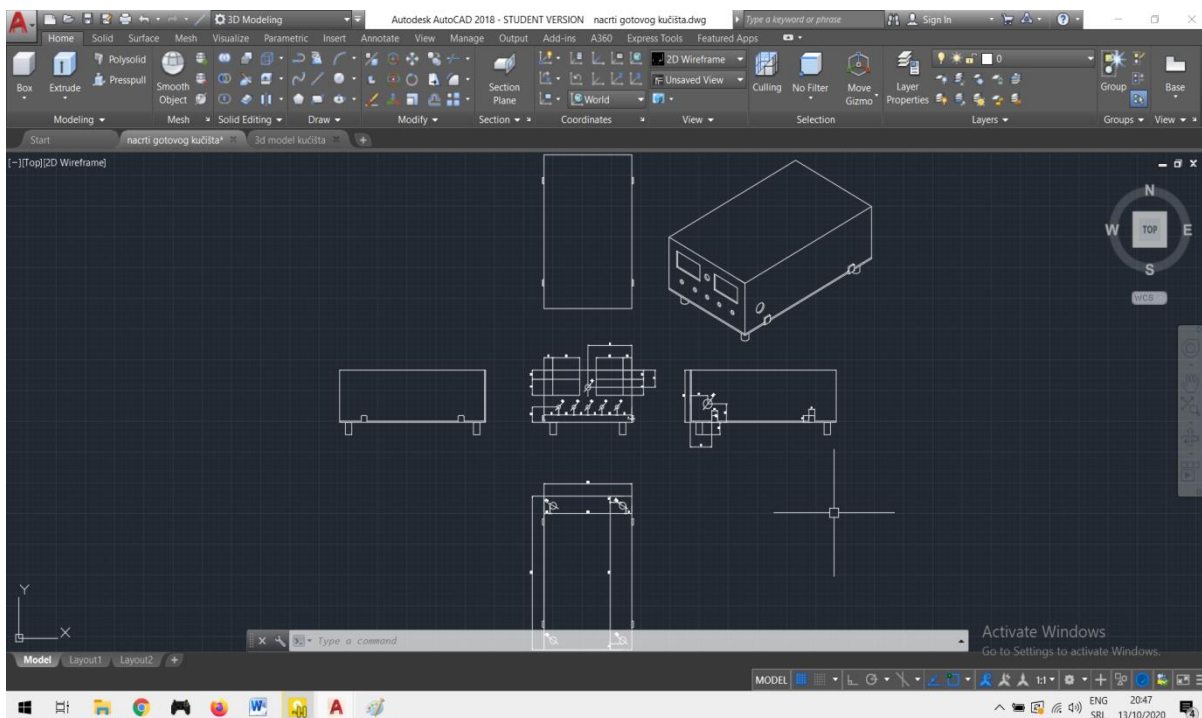 3D Modeling
Autodesk AutoCAD 2018 - STUDENT VERSION nacrti gotovog kućišta.dwg
Type a keyword or phrase
Sign In
Home Solid Surface Mesh Visualize Parametric Insert Annotate View Manage Output Add-ins A360 Express Tools Featured Apps
Box
Extrude
Polysolid
Presspull
Smooth
Object
Section
Plane
2D Wireframe
Unsaved View
World
Culling
No Filter
Move
Gizmo
Layer
Properties
0
Group
Base
Modeling Mesh Solid Editing Draw Modify Section Coordinates View Selection Layers Groups View
Start nacrti gotovog kučišta* 3d model kučišta
[−][Top][2D Wireframe]
N
W TOP E
S
WCS
Y
X
Type a command
Activate Windows
Go to Settings to activate Windows.
Model Layout1 Layout2 +
MODEL 1:1
ENG 20:47
SRL 13/10/2020